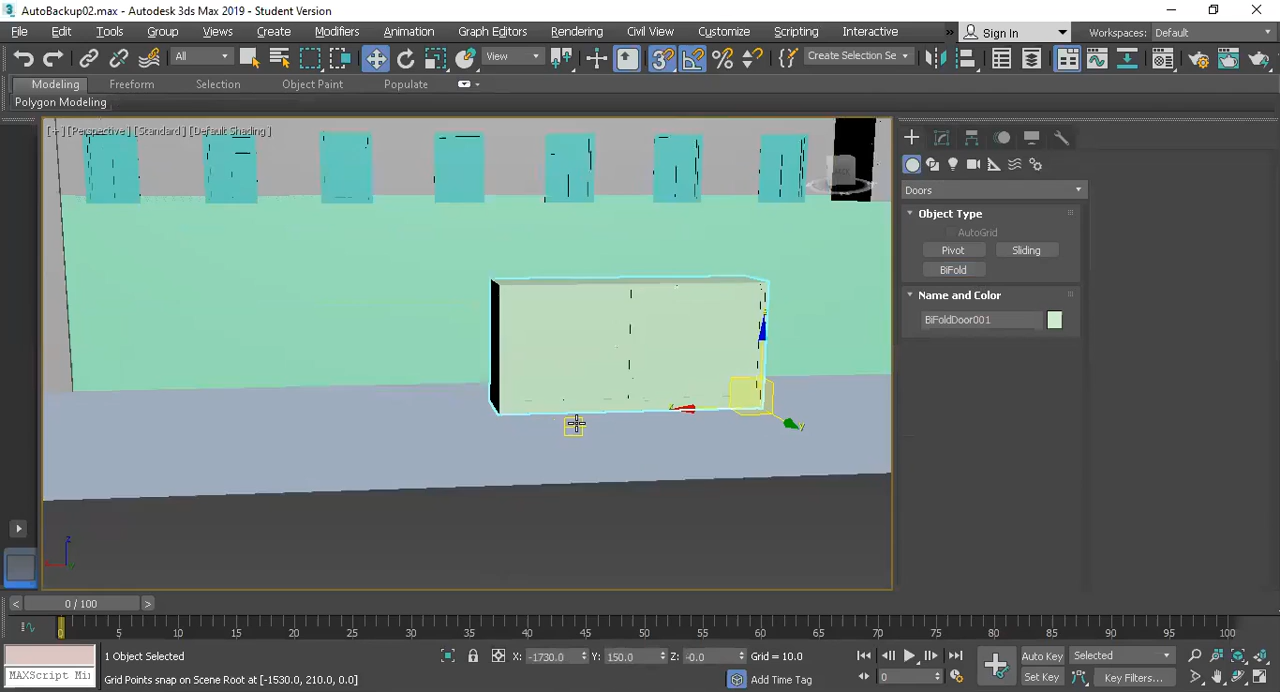 AutoBackup02.max - Autodesk 3ds Max 2019 - Student Version
File Edit Tools Group Views Create Modifiers Animation Graph Editors Rendering Civil View Customize Scripting Interactive » Sign In Workspaces: Default
All View 3 Create Selection Se
Modeling Freeform Selection Object Paint Populate
Polygon Modeling
[+] [Perspective] [Standard] [Default Shading]
Doors
Object Type
AutoGrid
Pivot Sliding
BiFold
Name and Color
BiFoldDoor001
y
z
< 0 / 100 >
0 5 10 15 20 25 30 35 40 45 50 55 60 65 70 75 80 85 90 95 100
1 Object Selected X: -1730.0 Y: 150.0 Z: -0.0 Grid = 10.0 Auto Key Selected
MAXScript Mi Grid Points snap on Scene Root at [-1530.0, 210.0, 0.0] Add Time Tag 0 Set Key Key Filters...